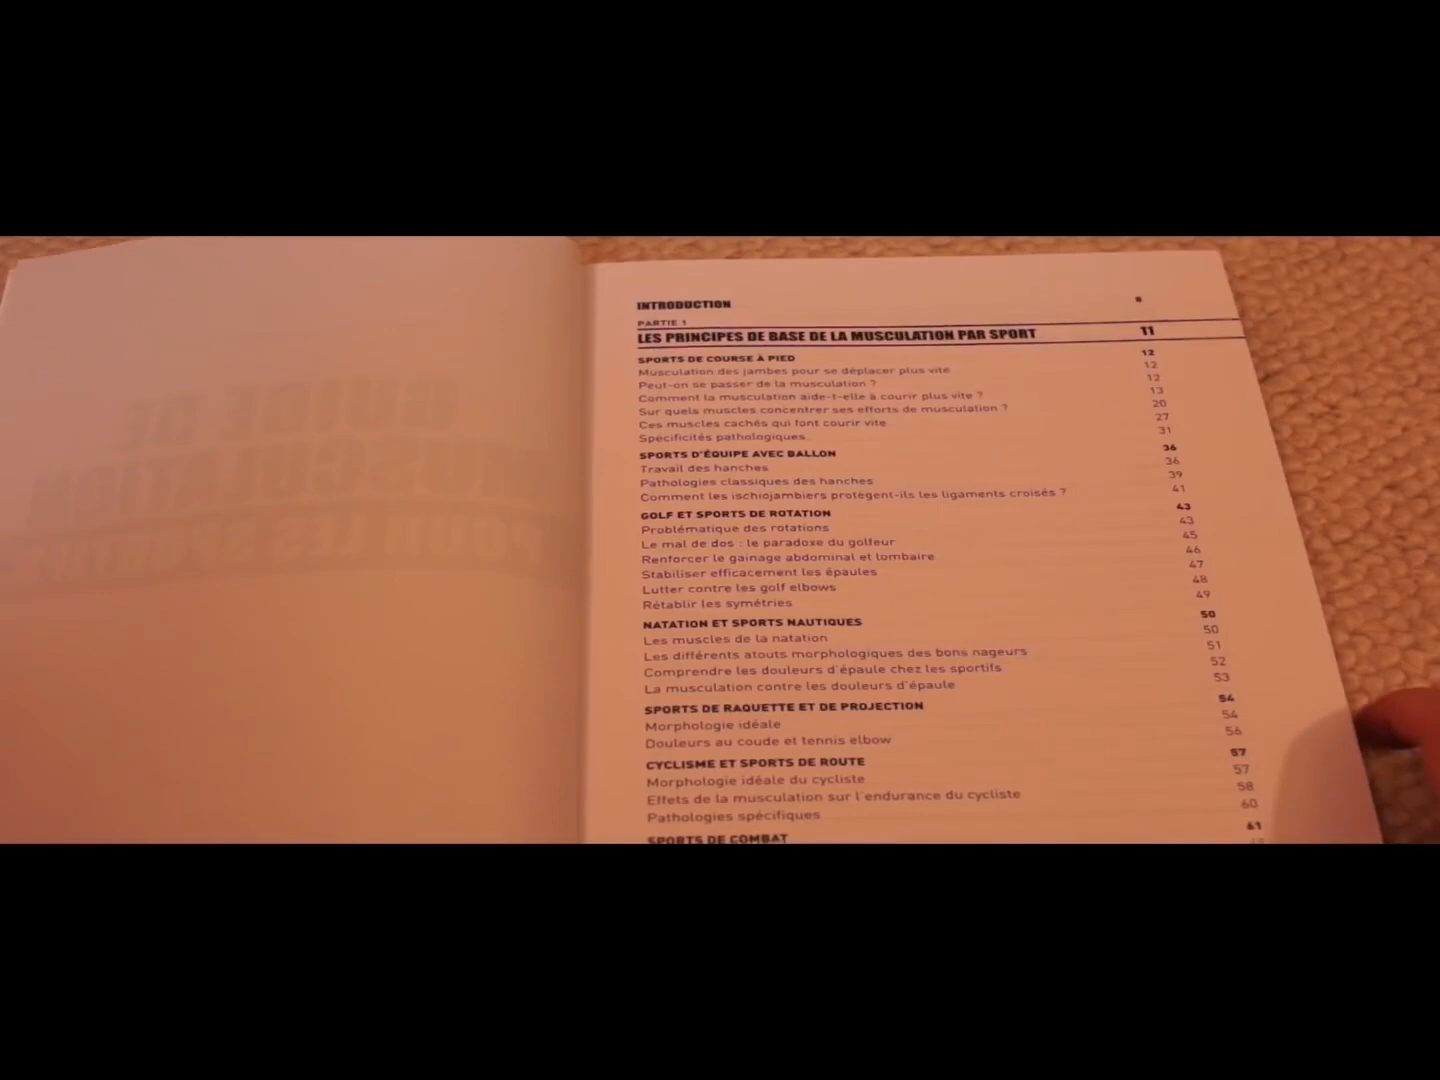 INTRODUCTION
PARTIE 1
LES PRINCIPES DE BASE DE LA MUSCULATION PAR SPORT 11
SPORTS DE COURSE À PIED 12
Musculation des jambes pour se déplacer plus vite 12
Peut-on se passer de la musculation ? 12
Comment la musculation aide-t-elle à courir plus vite ? 13
Sur quels muscles concentrer ses efforts de musculation ? 20
Ces muscles cachés qui font courir vite 27
Spécificités pathologiques 31
SPORTS D'ÉQUIPE AVEC BALLON 36
Travail des hanches 36
Pathologies classiques des hanches 39
Comment les ischiojambiers protègent-ils les ligaments croisés ? 41
GOLF ET SPORTS DE ROTATION 43
Problématique des rotations 43
Le mal de dos : le paradoxe du golfeur 45
Renforcer le gainage abdominal et lombaire 46
Stabiliser efficacement les épaules 47
Lutter contre les golf elbows 48
Rétablir les symétries 49
NATATION ET SPORTS NAUTIQUES 50
Les muscles de la natation 50
Les différents atouts morphologiques des bons nageurs 51
Comprendre les douleurs d'épaule chez les sportifs 52
La musculation contre les douleurs d'épaule 53
SPORTS DE RAQUETTE ET DE PROJECTION 54
Morphologie idéale 54
Douleurs au coude et tennis elbow 56
CYCLISME ET SPORTS DE ROUTE 57
Morphologie idéale du cycliste 57
Effets de la musculation sur l'endurance du cycliste 58
Pathologies spécifiques 60
SPORTS DE COMBAT 61